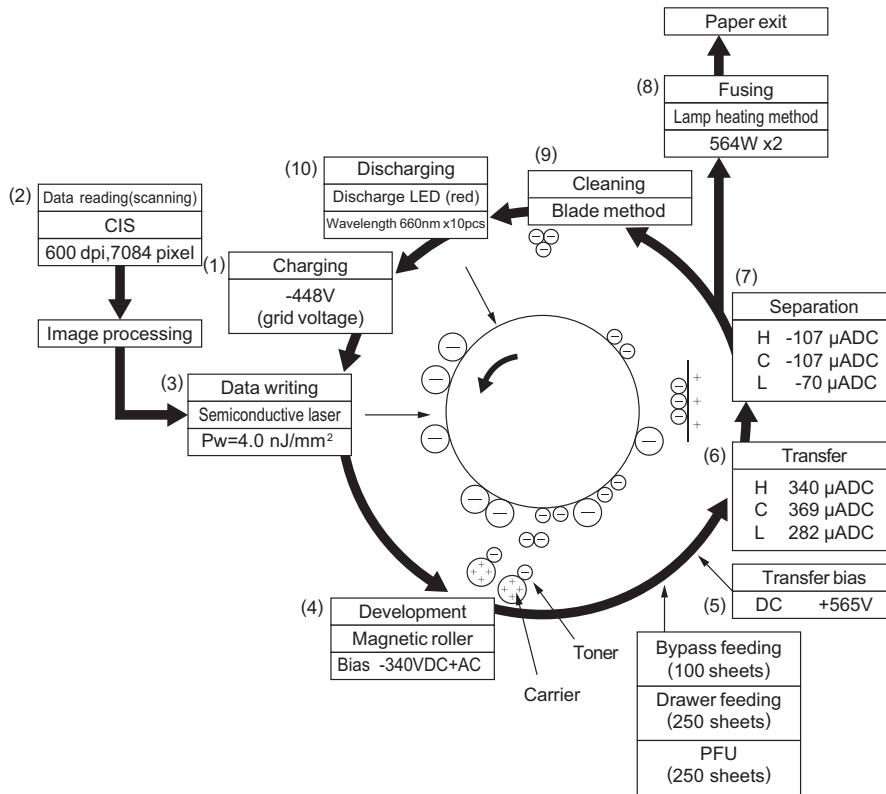 Paper exit
(8)
Fusing
Lamp heating method
564W x2
(9)
Cleaning
Blade method
(10)
Discharging
Discharge LED (red)
Wavelength 660nm x10pcs
(2)
Data reading(scanning)
CIS
600 dpi,7084 pixel
Image processing
(1)
Charging
-448V
(grid voltage)
(3)
Data writing
Semiconductive laser
Pw=4.0 nJ/mm²
(7)
Separation
H -107 µADC
C -107 µADC
L -70 µADC
(6)
Transfer
H 340 µADC
C 369 µADC
L 282 µADC
(5)
Transfer bias
DC +565V
(4)
Development
Magnetic roller
Bias -340VDC+AC
Toner
Carrier
Bypass feeding
(100 sheets)
Drawer feeding
(250 sheets)
PFU
(250 sheets)